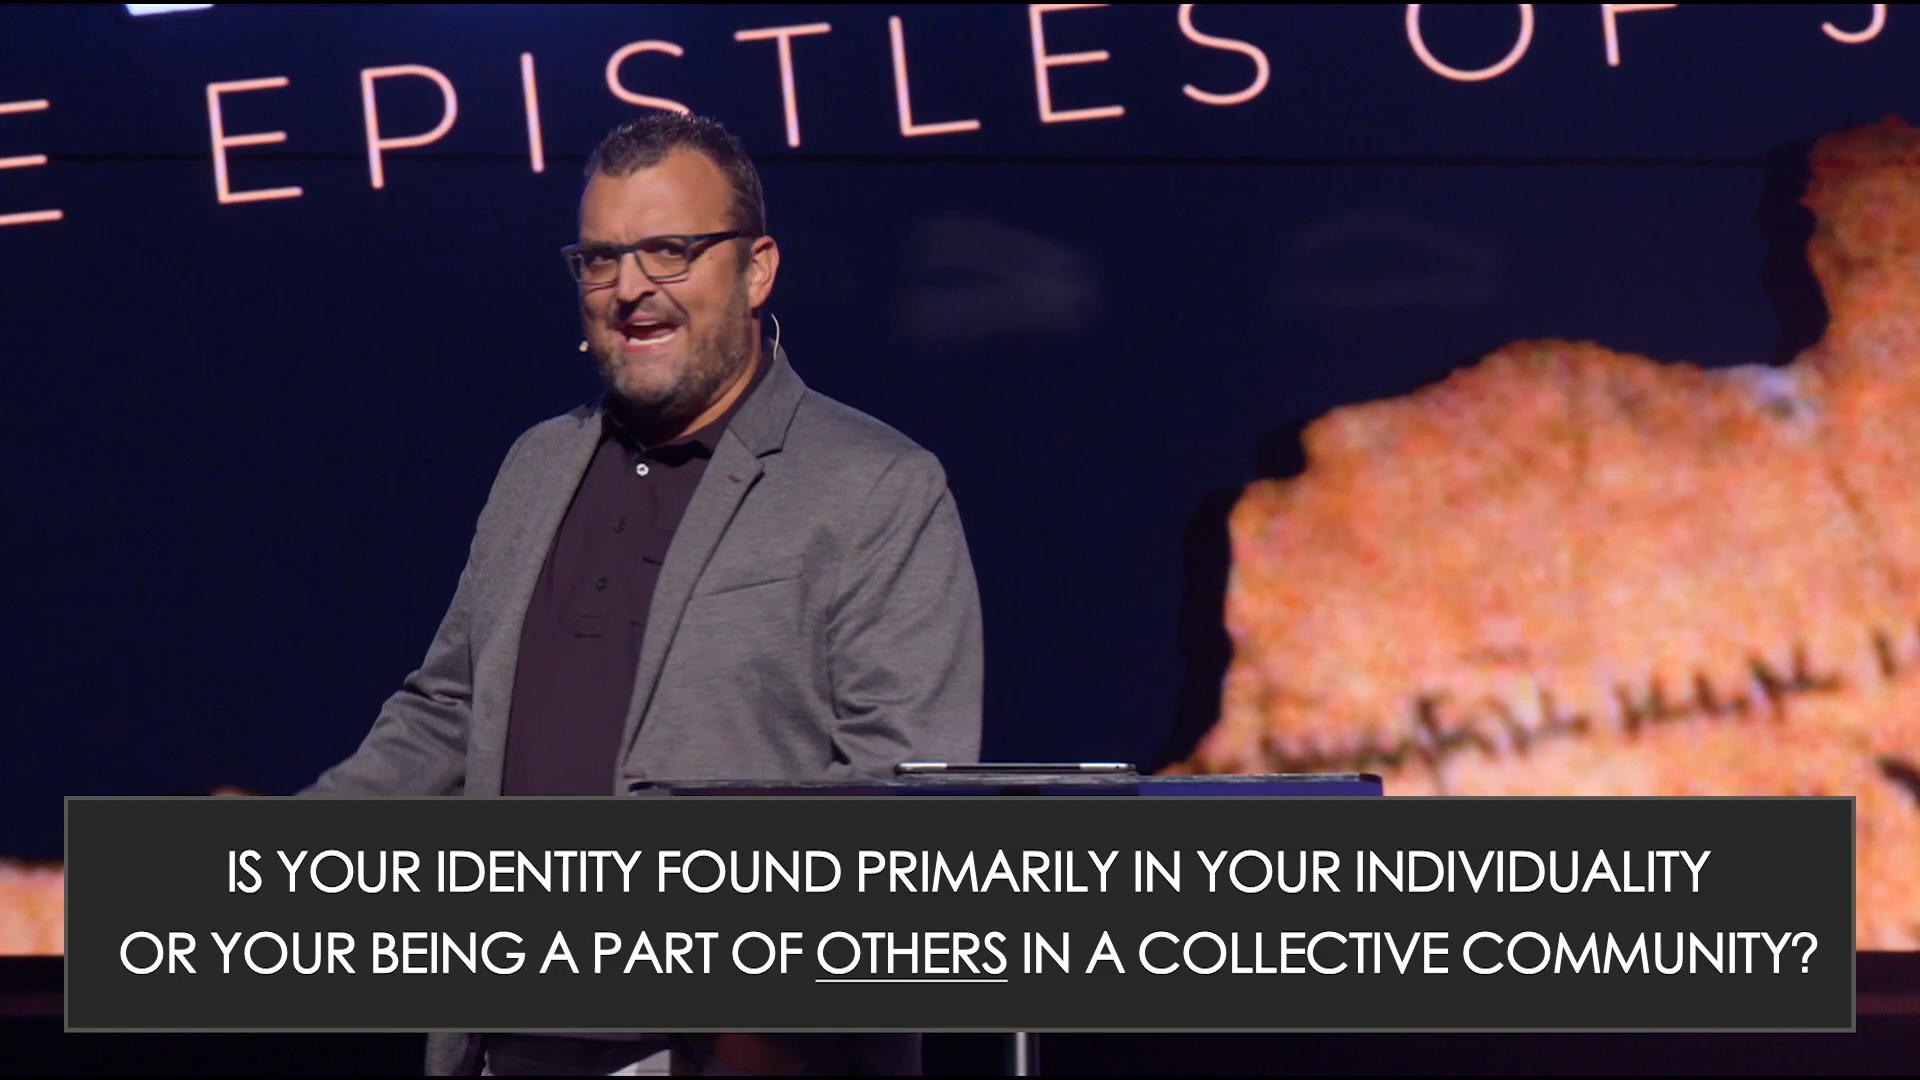 EPISTLES OF
IS YOUR IDENTITY FOUND PRIMARILY IN YOUR INDIVIDUALITY
OR YOUR BEING A PART OF OTHERS IN A COLLECTIVE COMMUNITY?